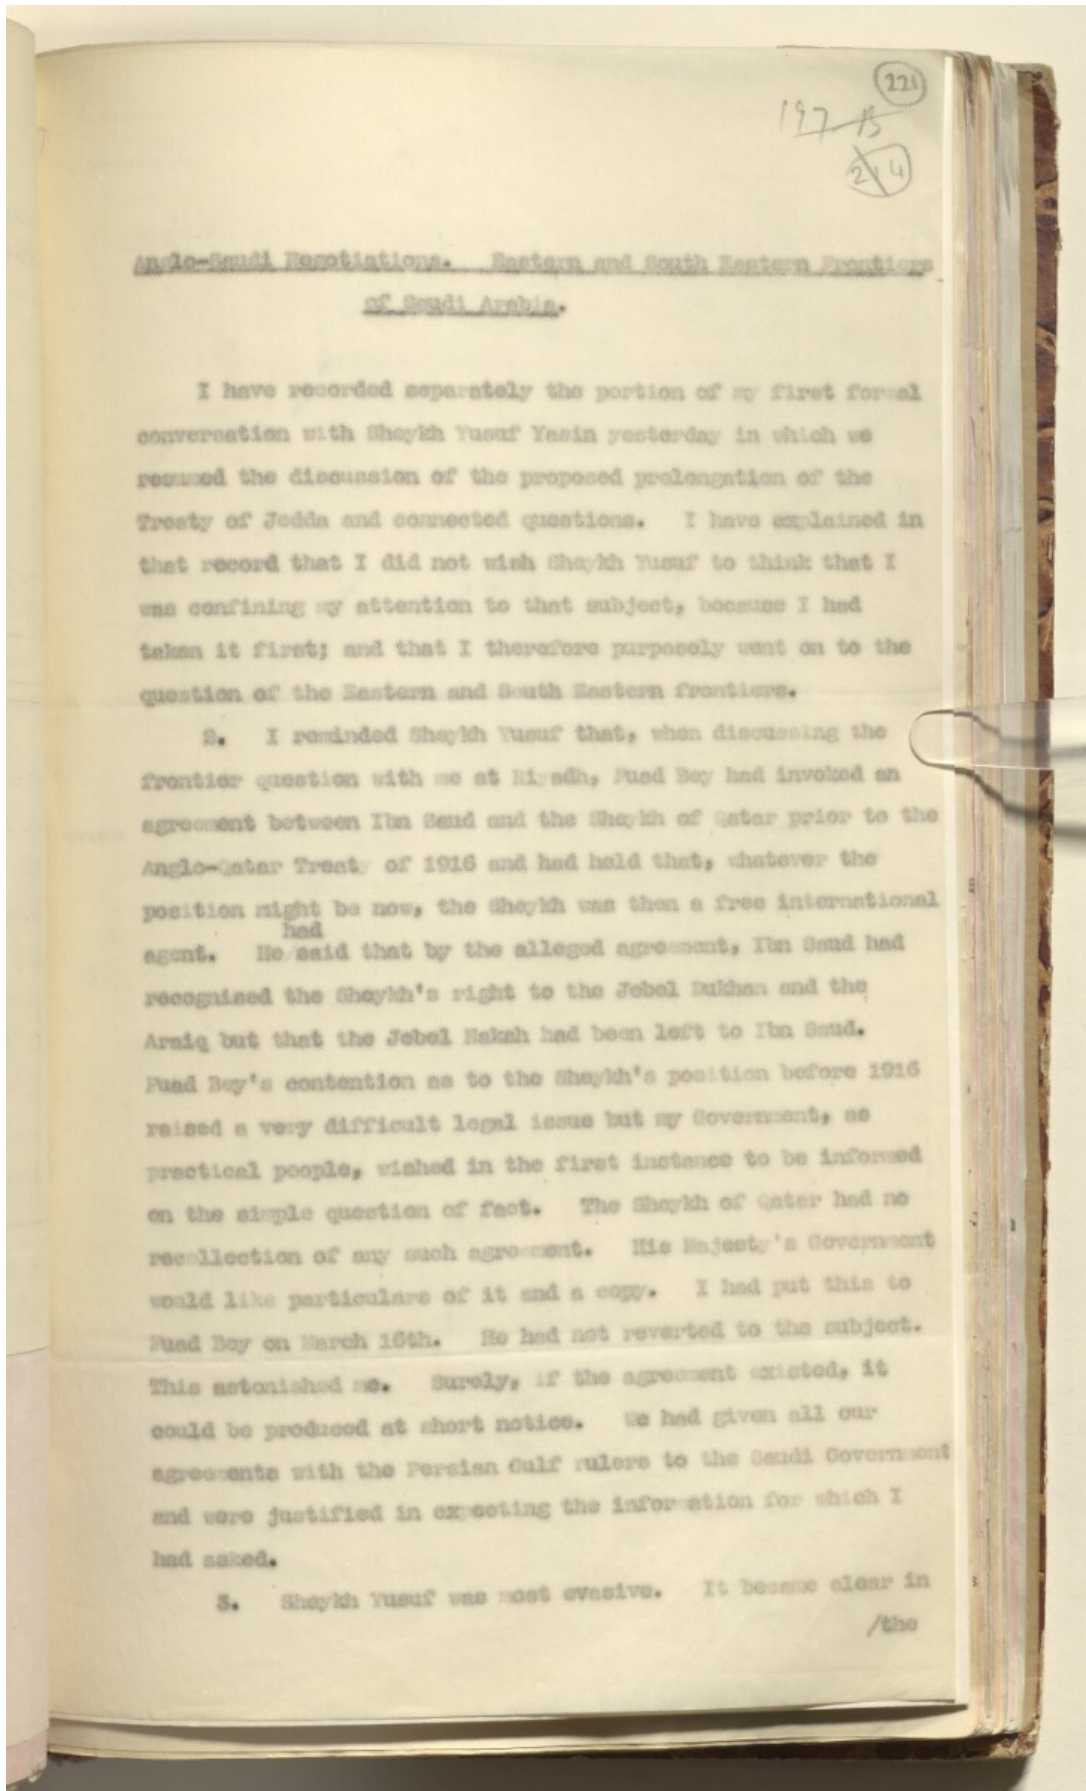 221
197-B
214
Anglo-Saudi Negotiations. Eastern and South Eastern Frontiers
of Saudi Arabia.
I have recorded separately the portion of my first formal
conversation with Sheykh Yusuf Yasin yesterday in which we
resumed the discussion of the proposed prolongation of the
Treaty of Jedda and connected questions. I have explained in
that record that I did not wish Sheykh Yusuf to think that I
was confining my attention to that subject, because I had
taken it first; and that I therefore purposely went on to the
question of the Eastern and South Eastern frontiers.
2. I reminded Sheykh Yusuf that, when discussing the
frontier question with me at Riyadh, Fuad Bey had invoked an
agreement between Ibn Saud and the Sheykh of Qatar prior to the
Anglo-Qatar Treaty of 1916 and had held that, whatever the
position might be now, the Sheykh was then a free international
had
agent. He/said that by the alleged agreement, Ibn Saud had
recognised the Sheykh's right to the Jebel Dukhan and the
Araiq but that the Jebel Nakah had been left to Ibn Saud.
Fuad Bey's contention as to the Sheykh's position before 1916
raised a very difficult legal issue but my Government, as
practical people, wished in the first instance to be informed
on the simple question of fact. The Sheykh of Qatar had no
recollection of any such agreement. His Majesty's Government
would like particulars of it and a copy. I had put this to
Fuad Bey on March 16th. He had not reverted to the subject.
This astonished me. Surely, if the agreement existed, it
could be produced at short notice. We had given all our
agreements with the Persian Gulf rulers to the Saudi Government
and were justified in expecting the information for which I
had asked.
3. Sheykh Yusuf was most evasive. It became clear in
/the